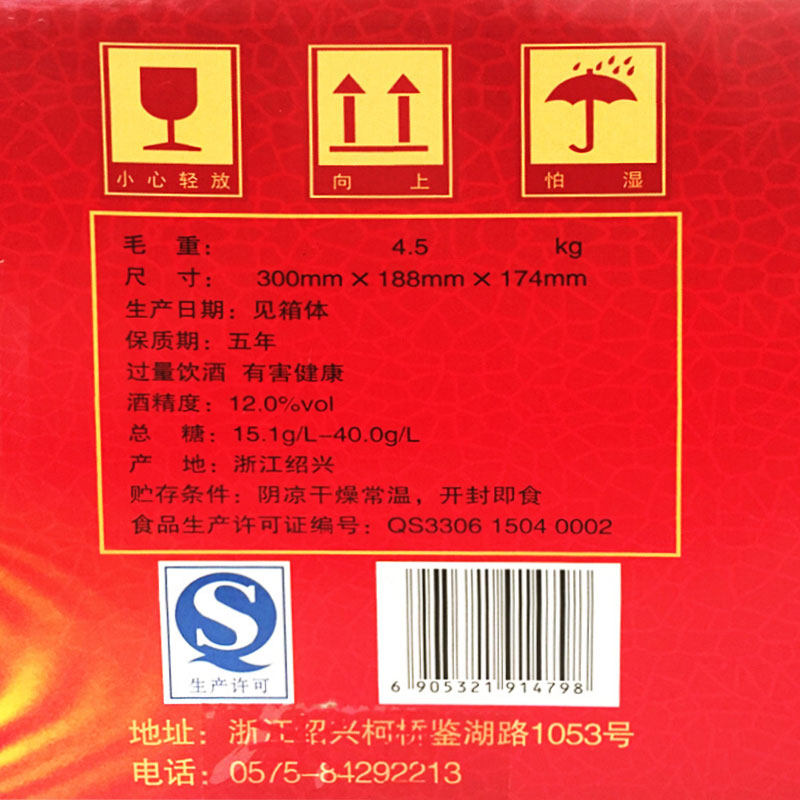 小心轻放
向 上
怕 湿
毛 重: 4.5 kg
尺 寸: 300mm×188mm×174mm
生产日期: 见箱体
保质期: 五年
过量饮酒 有害健康
酒精度: 12.0%vol
总 糖: 15.1g/L-40.0g/L
产 地: 浙江绍兴
贮存条件: 阴凉干燥常温，开封即食
食品生产许可证编号: QS3306 1504 0002
生产许可
6 905321 914798
地址: 浙江绍兴柯桥鉴湖路1053号
电话: 0575-84292213